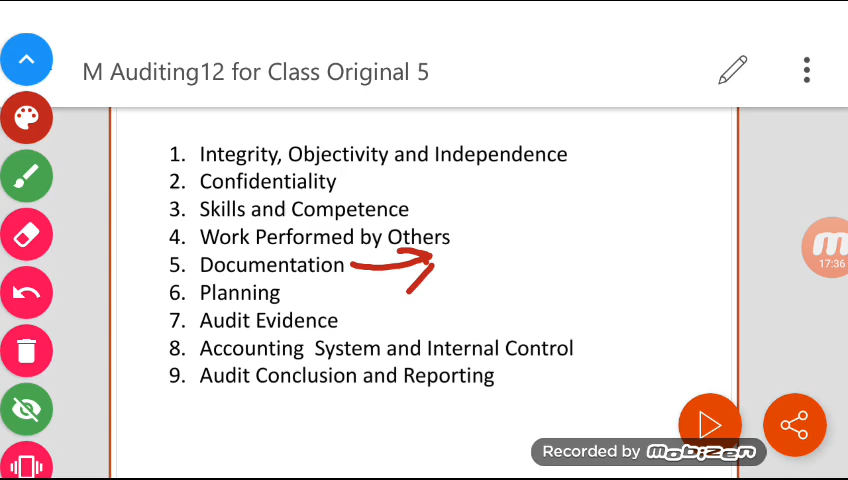 M Auditing12 for Class Original 5
1. Integrity, Objectivity and Independence
2. Confidentiality
3. Skills and Competence
4. Work Performed by Others
5. Documentation
6. Planning
7. Audit Evidence
8. Accounting System and Internal Control
9. Audit Conclusion and Reporting
17:36
Recorded by mobizen